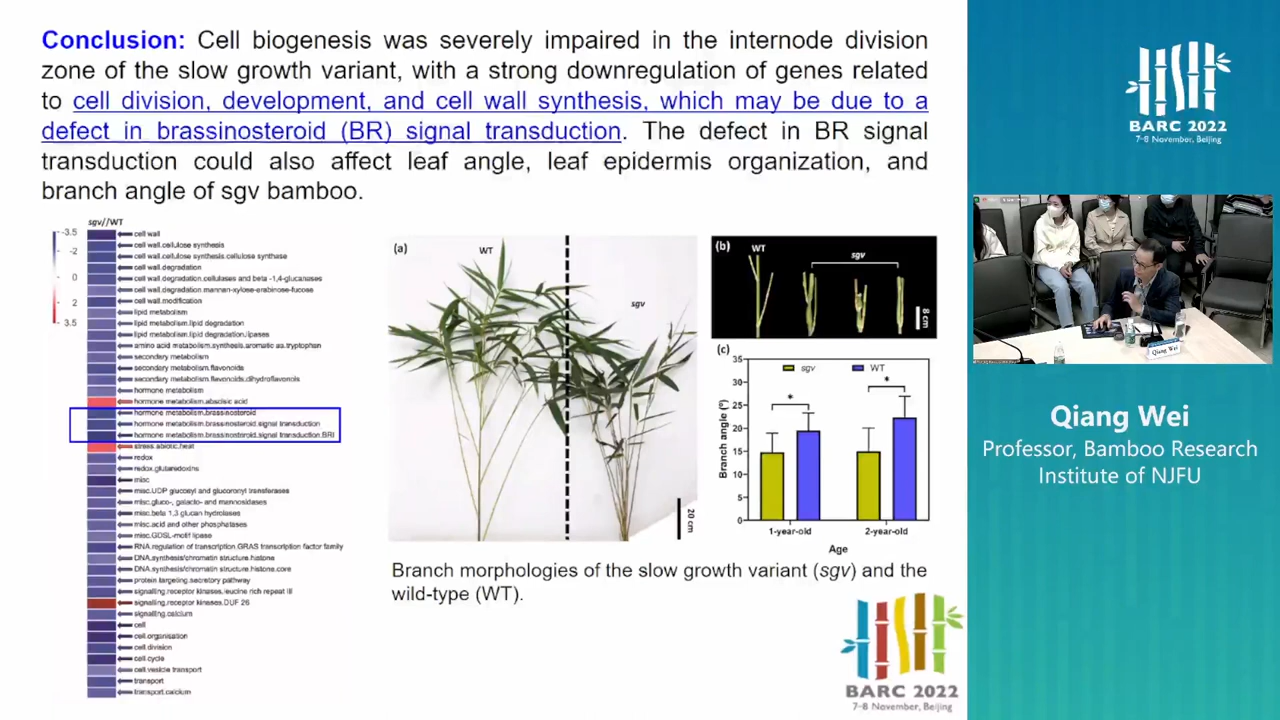 Conclusion: Cell biogenesis was severely impaired in the internode division
zone of the slow growth variant, with a strong downregulation of genes related
to cell division, development, and cell wall synthesis, which may be due to a
defect in brassinosteroid (BR) signal transduction. The defect in BR signal
transduction could also affect leaf angle, leaf epidermis organization, and
branch angle of sgv bamboo.
sgv//WT
-3.5
-2
0
2
3.5
cell wall
cell wall.cellulose synthesis
cell wall.cellulose synthesis.cellulose synthase
cell wall.degradation
cell wall.degradation.cellulases and beta -1,4-glucanases
cell wall.degradation.mannan-xylose-arabinose-fucose
cell wall.modification
lipid metabolism
lipid metabolism.lipid degradation
lipid metabolism.lipid degradation.lipases
amino acid metabolism.synthesis.aromatic aa.tryptophan
secondary metabolism
secondary metabolism.flavonoids
secondary metabolism.flavonoids.dihydroflavonols
hormone metabolism
hormone metabolism.abscisic acid
hormone metabolism.brassinosteroid
hormone metabolism.brassinosteroid.signal transduction
hormone metabolism.brassinosteroid.signal transduction.BRI
stress.abiotic.heat
redox
redox.glutaredoxins
misc
misc.UDP glucosyl and glucoronyl transferases
misc.gluco-, galacto- and mannosidases
misc.beta 1,3 glucan hydrolases
misc.acid and other phosphatases
misc.GDSL-motif lipase
RNA.regulation of transcription.GRAS transcription factor family
DNA.synthesis/chromatin structure.histone
DNA.synthesis/chromatin structure.histone.core
protein targeting.secretory pathway
signalling.receptor kinases.leucine rich repeat III
signalling.receptor kinases.DUF 26
signalling.calcium
cell
cell.organisation
cell.division
cell.cycle
cell.vesicle transport
transport
transport.calcium
(a)
WT
sgv
20 cm
(b)
WT
sgv
8 cm
(c)
sgv
WT
Branch angle (°)
35
30
25
20
15
10
5
0
*
*
1-year-old
2-year-old
Age
Branch morphologies of the slow growth variant (sgv) and the
wild-type (WT).
BARC 2022
7-8 November, Beijing
BARC 2022
7-8 November, Beijing
Qiang Wei
Qiang Wei
Professor, Bamboo Research
Institute of NJFU